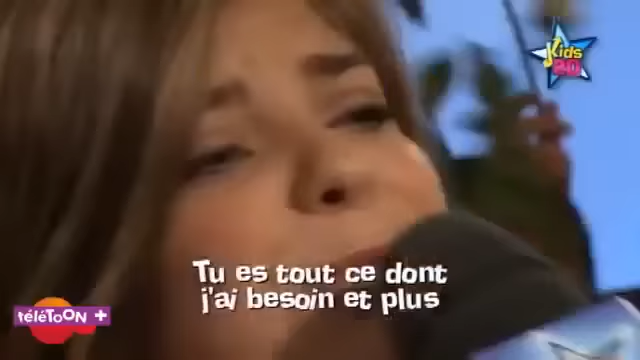 Kids
20
Tu es tout ce dont
j'ai besoin et plus
téléTOON +